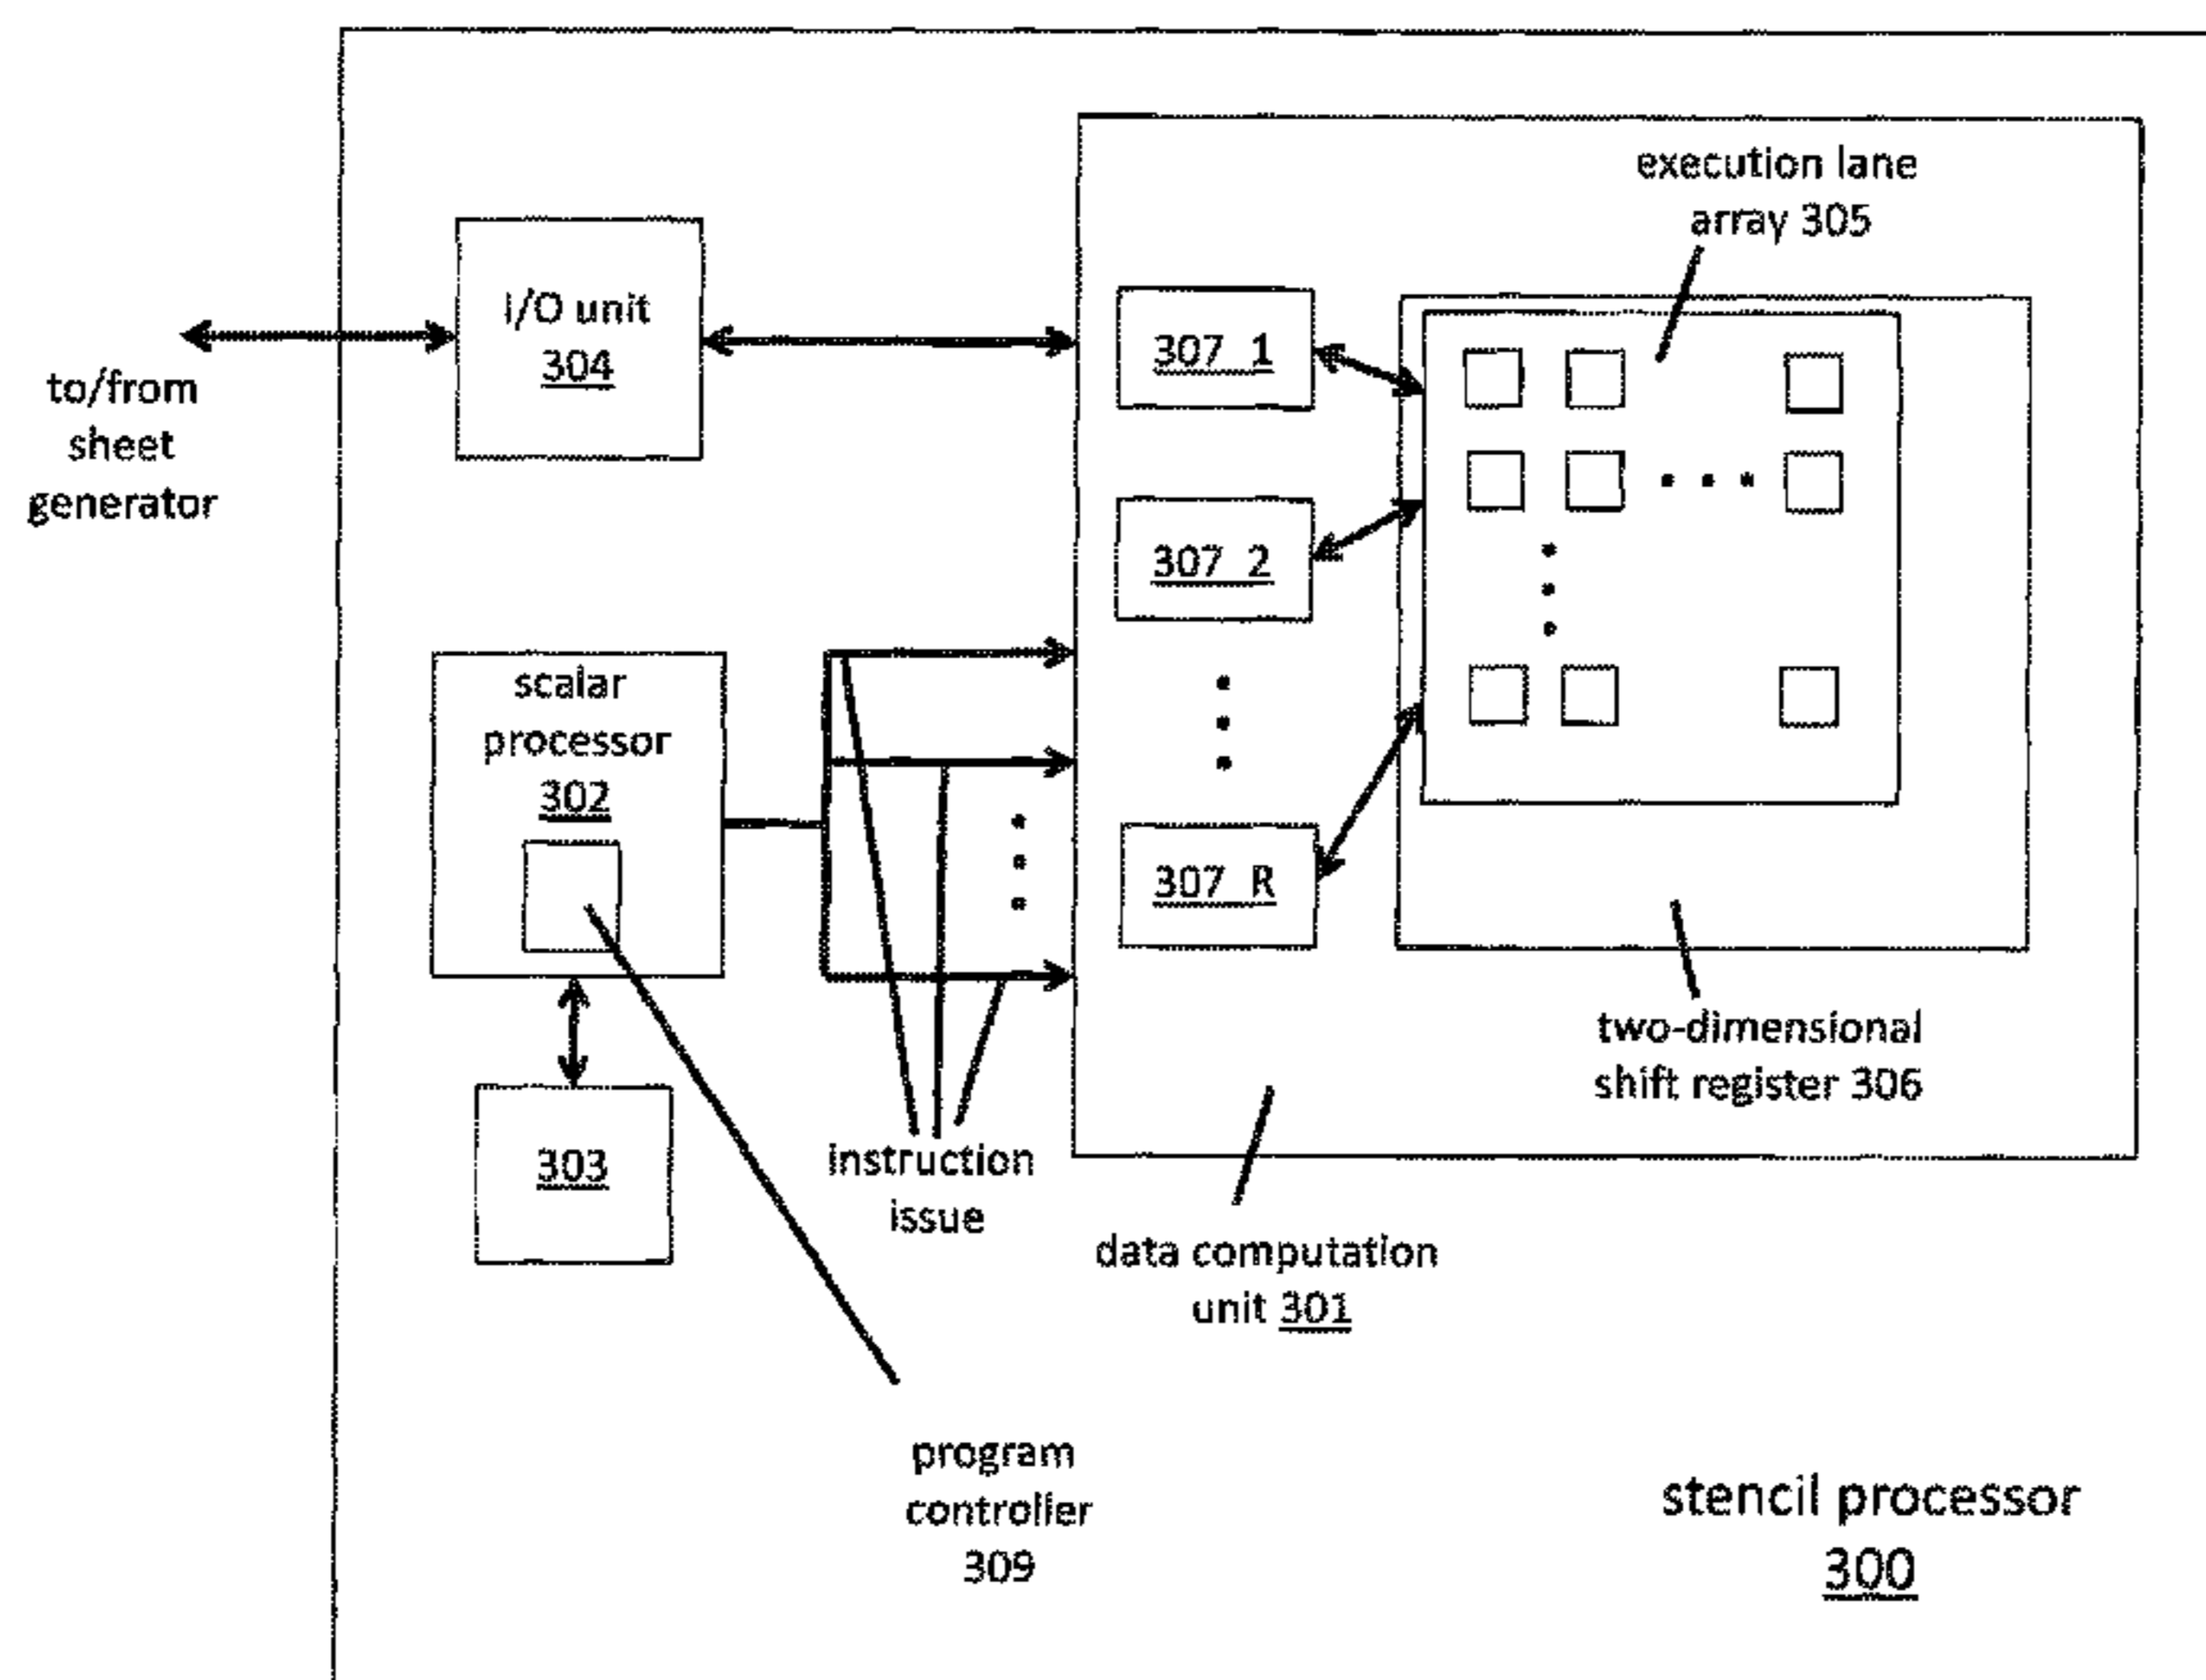 execution lane
array 305
I/O unit
304
to/from
sheet
generator
307_1
307_2
307_R
scalar
processor
302
303
instruction
issue
two-dimensional
shift register 306
data computation
unit 301
program
controller
309
stencil processor
300